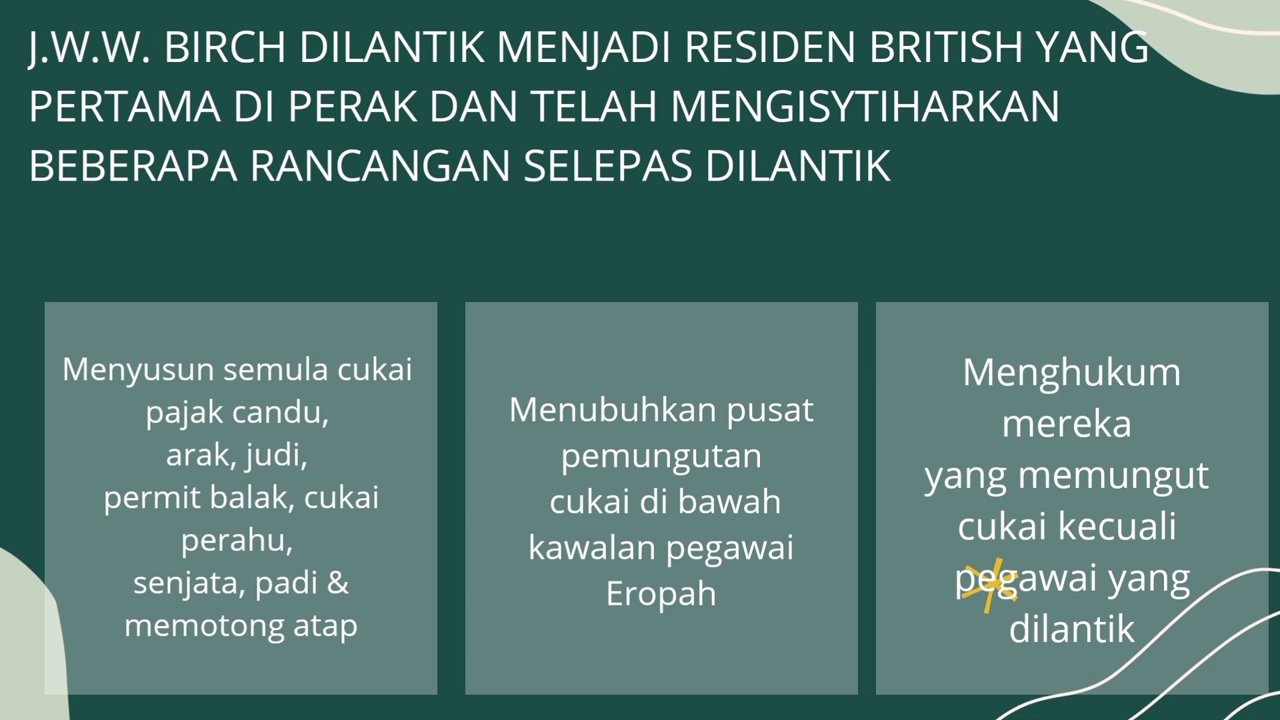 J.W.W. BIRCH DILANTIK MENJADI RESIDEN BRITISH YANG
PERTAMA DI PERAK DAN TELAH MENGISYTIHARKAN
BEBERAPA RANCANGAN SELEPAS DILANTIK
Menyusun semula cukai
pajak candu,
arak, judi,
permit balak, cukai
perahu,
senjata, padi &
memotong atap
Menubuhkan pusat
pemungutan
cukai di bawah
kawalan pegawai
Eropah
Menghukum
mereka
yang memungut
cukai kecuali
pegawai yang
dilantik